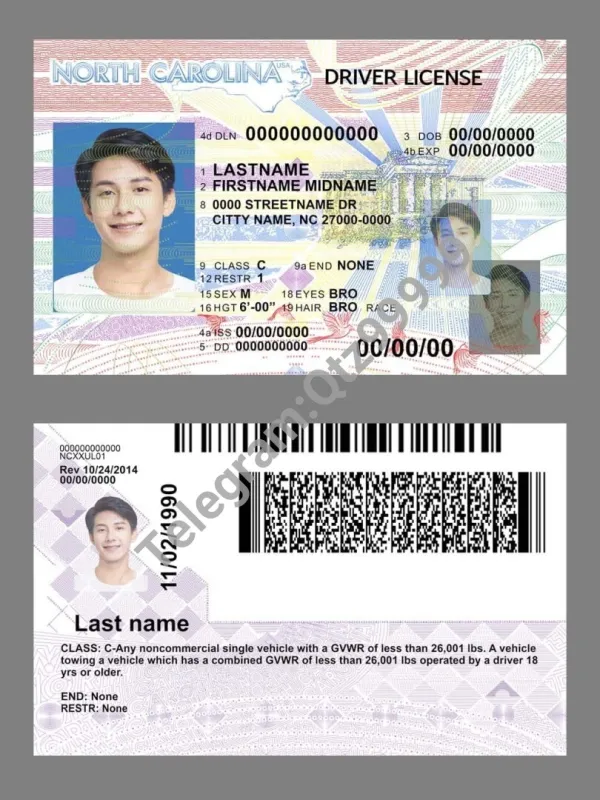 NORTH CAROLINA USA DRIVER LICENSE
4d DLN 000000000000 3 DOB 00/00/0000
4b EXP 00/00/0000
1 LASTNAME
2 FIRSTNAME MIDNAME
8 0000 STREETNAME DR
CITTY NAME, NC 27000-0000
9 CLASS C 9a END NONE
12 RESTR 1
15 SEX M 18 EYES BRO
16 HGT 6'-00" 19 HAIR BRO RACE
4a ISS 00/00/0000
5 DD 0000000000 00/00/00
000000000000
NCXXUL01
Rev 10/24/2014
00/00/0000
11/02/1990
Last name
CLASS: C-Any noncommercial single vehicle with a GVWR of less than 26,001 lbs. A vehicle
towing a vehicle which has a combined GVWR of less than 26,001 lbs operated by a driver 18
yrs or older.
END: None
RESTR: None